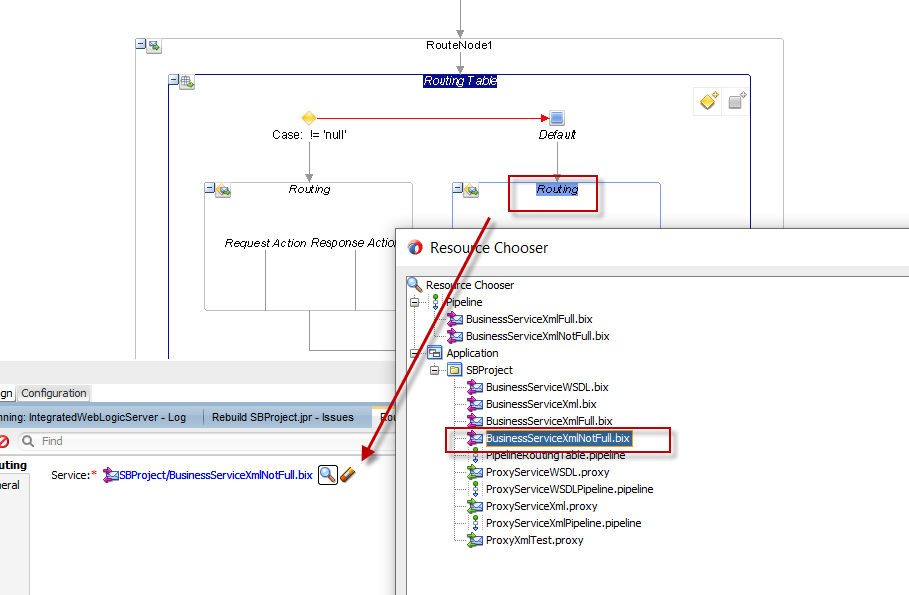 RouteNode1
Routing Table
Case: != 'null'
Default
Routing
Routing
Request Action Response Actio
Resource Chooser
Resource Chooser
Pipeline
BusinessServiceXmlFull.bix
BusinessServiceXmlNotFull.bix
Application
SBProject
BusinessServiceWSDL.bix
BusinessServiceXml.bix
BusinessServiceXmlFull.bix
BusinessServiceXmlNotFull.bix
PipelineRoutingTable.pipeline
ProxyServiceWSDL.proxy
ProxyServiceWSDLPipeline.pipeline
ProxyServiceXml.proxy
ProxyServiceXmlPipeline.pipeline
ProxyXmlTest.proxy
gn Configuration
nning: IntegratedWebLogicServer - Log Rebuild SBProject.jpr - Issues Rou
Find
uting
eral
Service:* SBProject/BusinessServiceXmlNotFull.bix